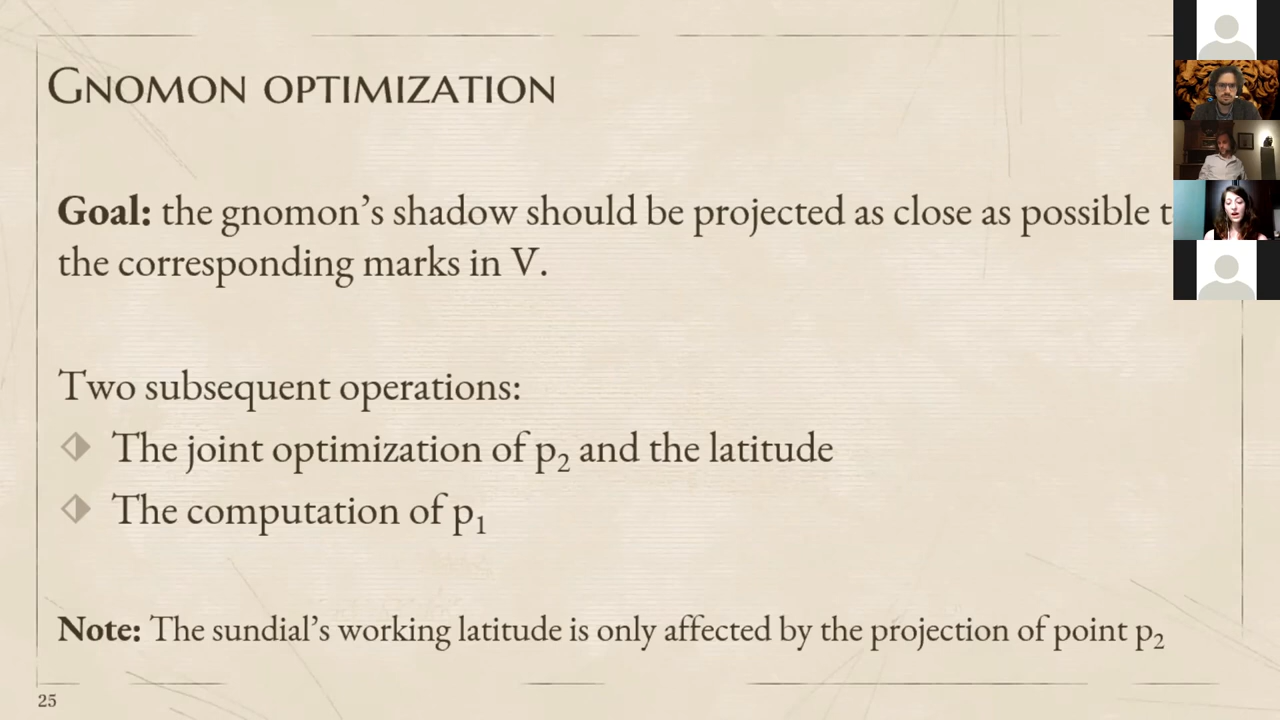 Gnomon optimization
Goal: the gnomon’s shadow should be projected as close as possible t
the corresponding marks in V.
Two subsequent operations:
The joint optimization of p₂ and the latitude
The computation of p₁
Note: The sundial’s working latitude is only affected by the projection of point p₂
25